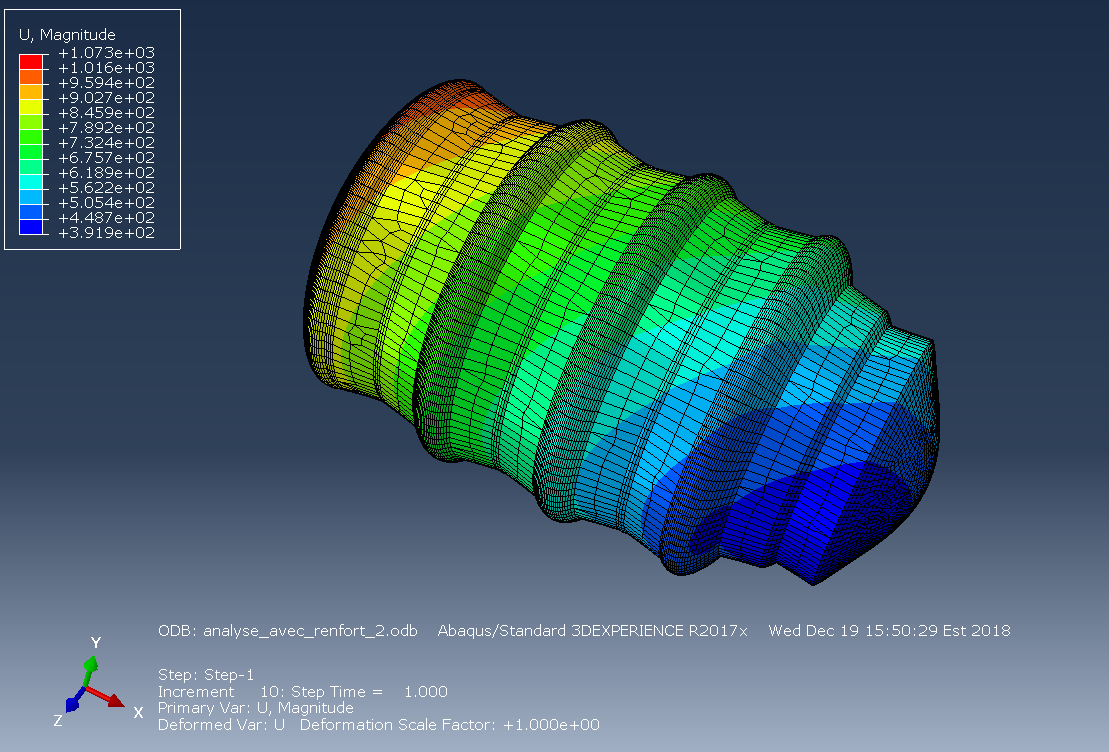 U, Magnitude
+1.073e+03
+1.016e+03
+9.594e+02
+9.027e+02
+8.459e+02
+7.892e+02
+7.324e+02
+6.757e+02
+6.189e+02
+5.622e+02
+5.054e+02
+4.487e+02
+3.919e+02
ODB: analyse_avec_renfort_2.odb Abaqus/Standard 3DEXPERIENCE R2017x Wed Dec 19 15:50:29 Est 2018
Y
X
Z
Step: Step-1
Increment 10: Step Time = 1.000
Primary Var: U, Magnitude
Deformed Var: U Deformation Scale Factor: +1.000e+00